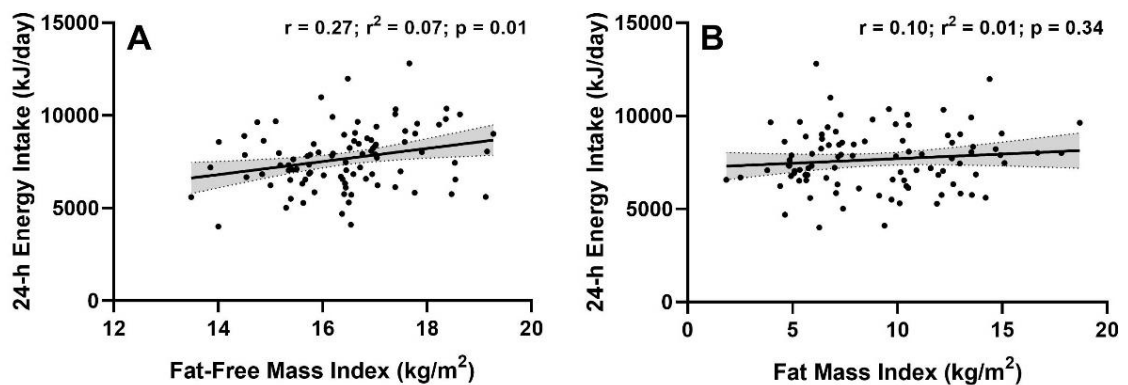 A
r = 0.27; r² = 0.07; p = 0.01
24-h Energy Intake (kJ/day)
15000
10000
5000
0
12
14
16
18
20
Fat-Free Mass Index (kg/m²)
B
r = 0.10; r² = 0.01; p = 0.34
24-h Energy Intake (kJ/day)
15000
10000
5000
0
0
5
10
15
20
Fat Mass Index (kg/m²)